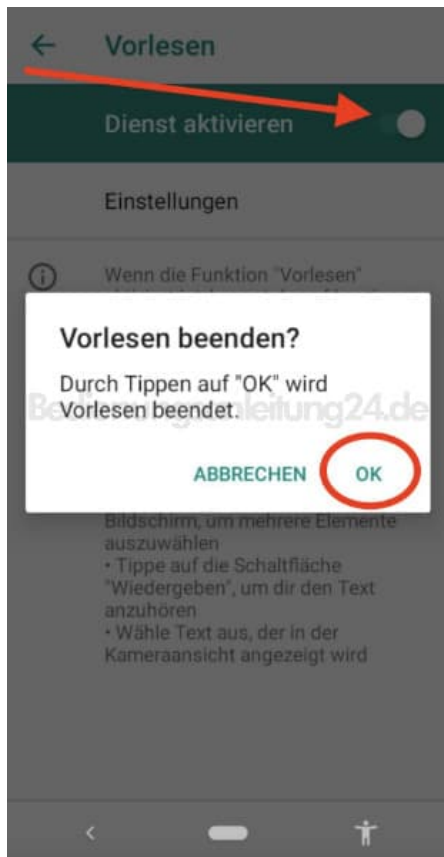 Vorlesen
Dienst aktivieren
Einstellungen
Wenn die Funktion "Vorlesen"
Vorlesen beenden?
Durch Tippen auf "OK" wird
Vorlesen beendet.
Bedienungsanleitung24.de
ABBRECHEN OK
Bildschirm, um mehrere Elemente
auszuwählen
• Tippe auf die Schaltfläche
"Wiedergeben", um dir den Text
anzuhören
• Wähle Text aus, der in der
Kameraansicht angezeigt wird